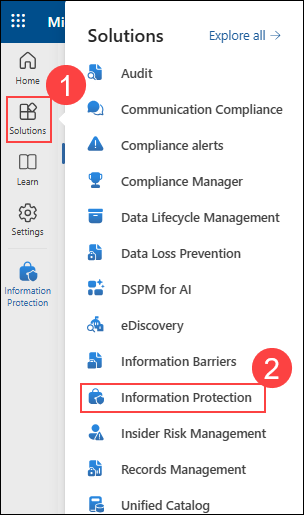 Mi
Solutions
Explore all →
Home
1
Solutions
Learn
Settings
Information
Protection
Audit
Communication Compliance
Compliance alerts
Compliance Manager
Data Lifecycle Management
Data Loss Prevention
DSPM for AI
eDiscovery
Information Barriers
2
Information Protection
Insider Risk Management
Records Management
Unified Catalog